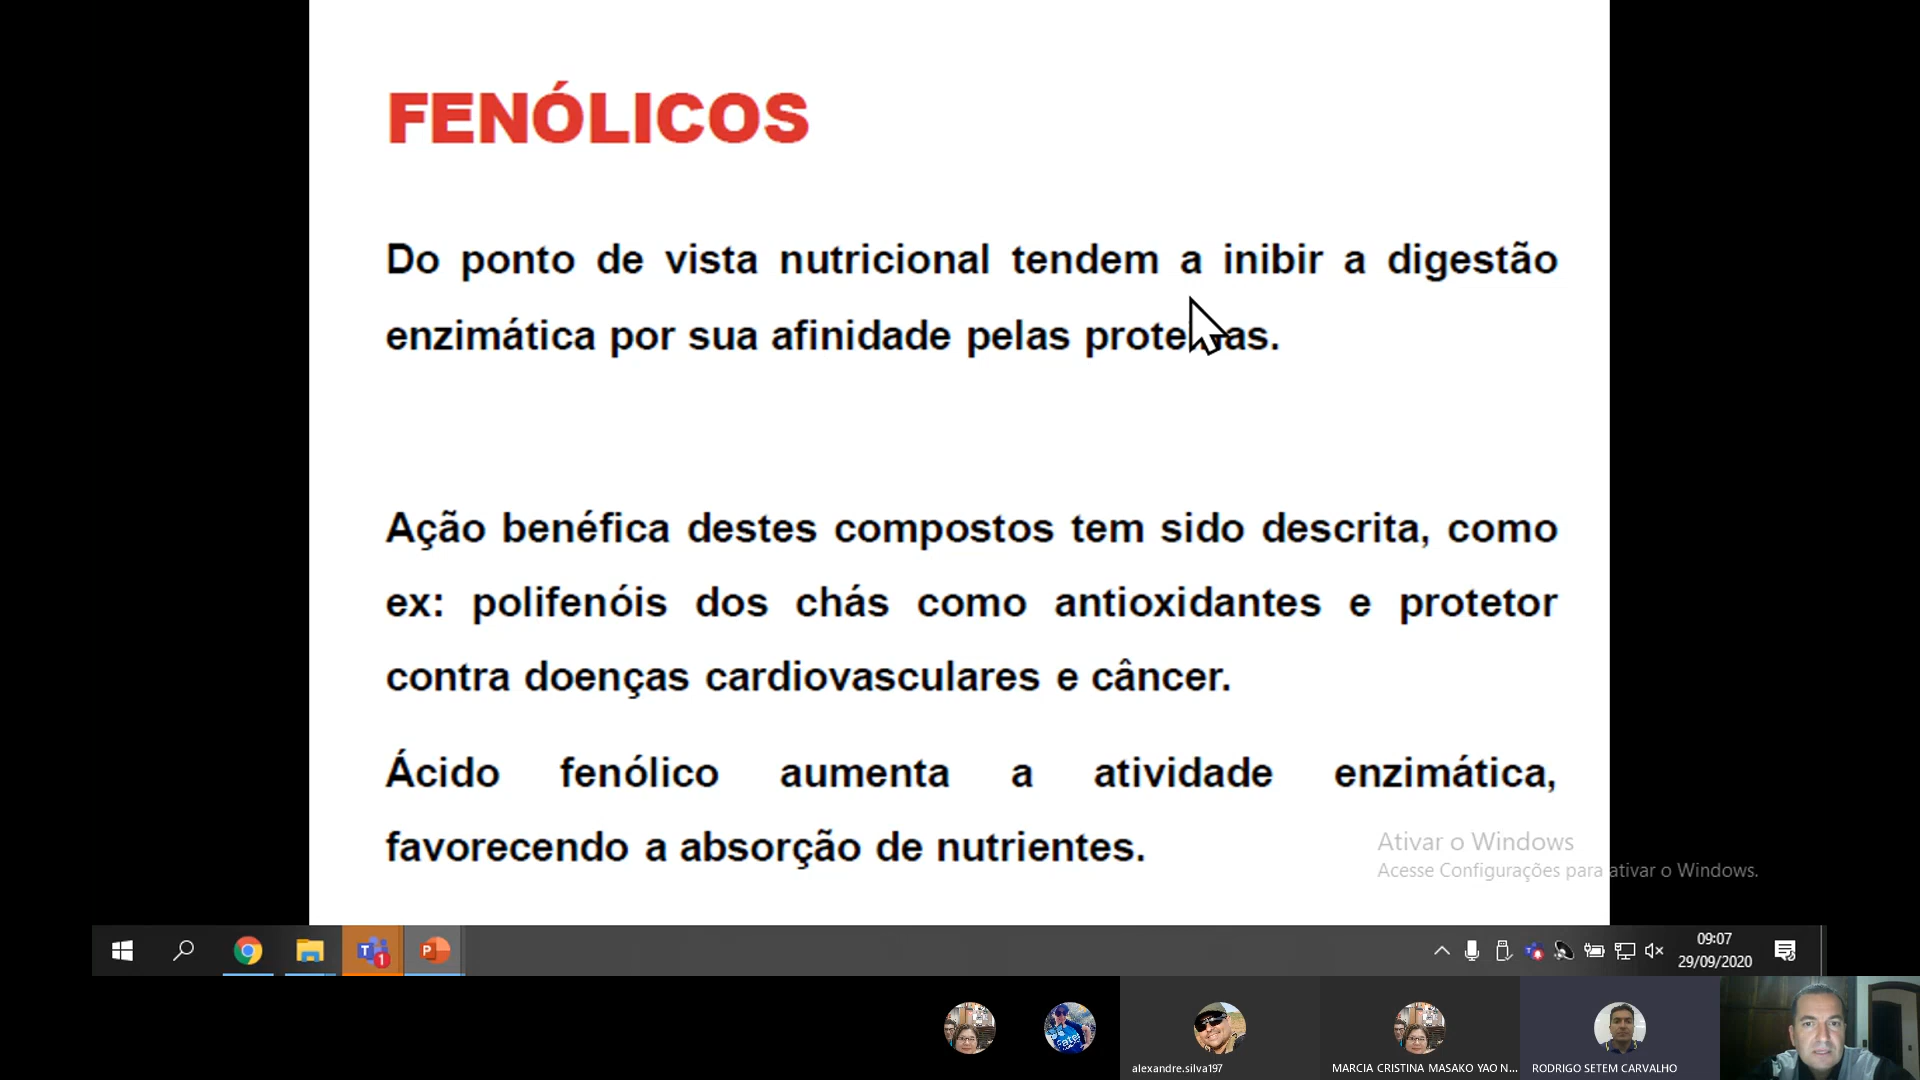 FENÓLICOS
Do ponto de vista nutricional tendem a inibir a digestão
enzimática por sua afinidade pelas proteínas.
Ação benéfica destes compostos tem sido descrita, como
ex: polifenóis dos chás como antioxidantes e protetor
contra doenças cardiovasculares e câncer.
Ácido fenólico aumenta a atividade enzimática,
favorecendo a absorção de nutrientes.
Ativar o Windows
Acesse Configurações para ativar o Windows.
09:07
29/09/2020
alexandre.silva197
MARCIA CRISTINA MASAKO YAO N...
RODRIGO SETEM CARVALHO